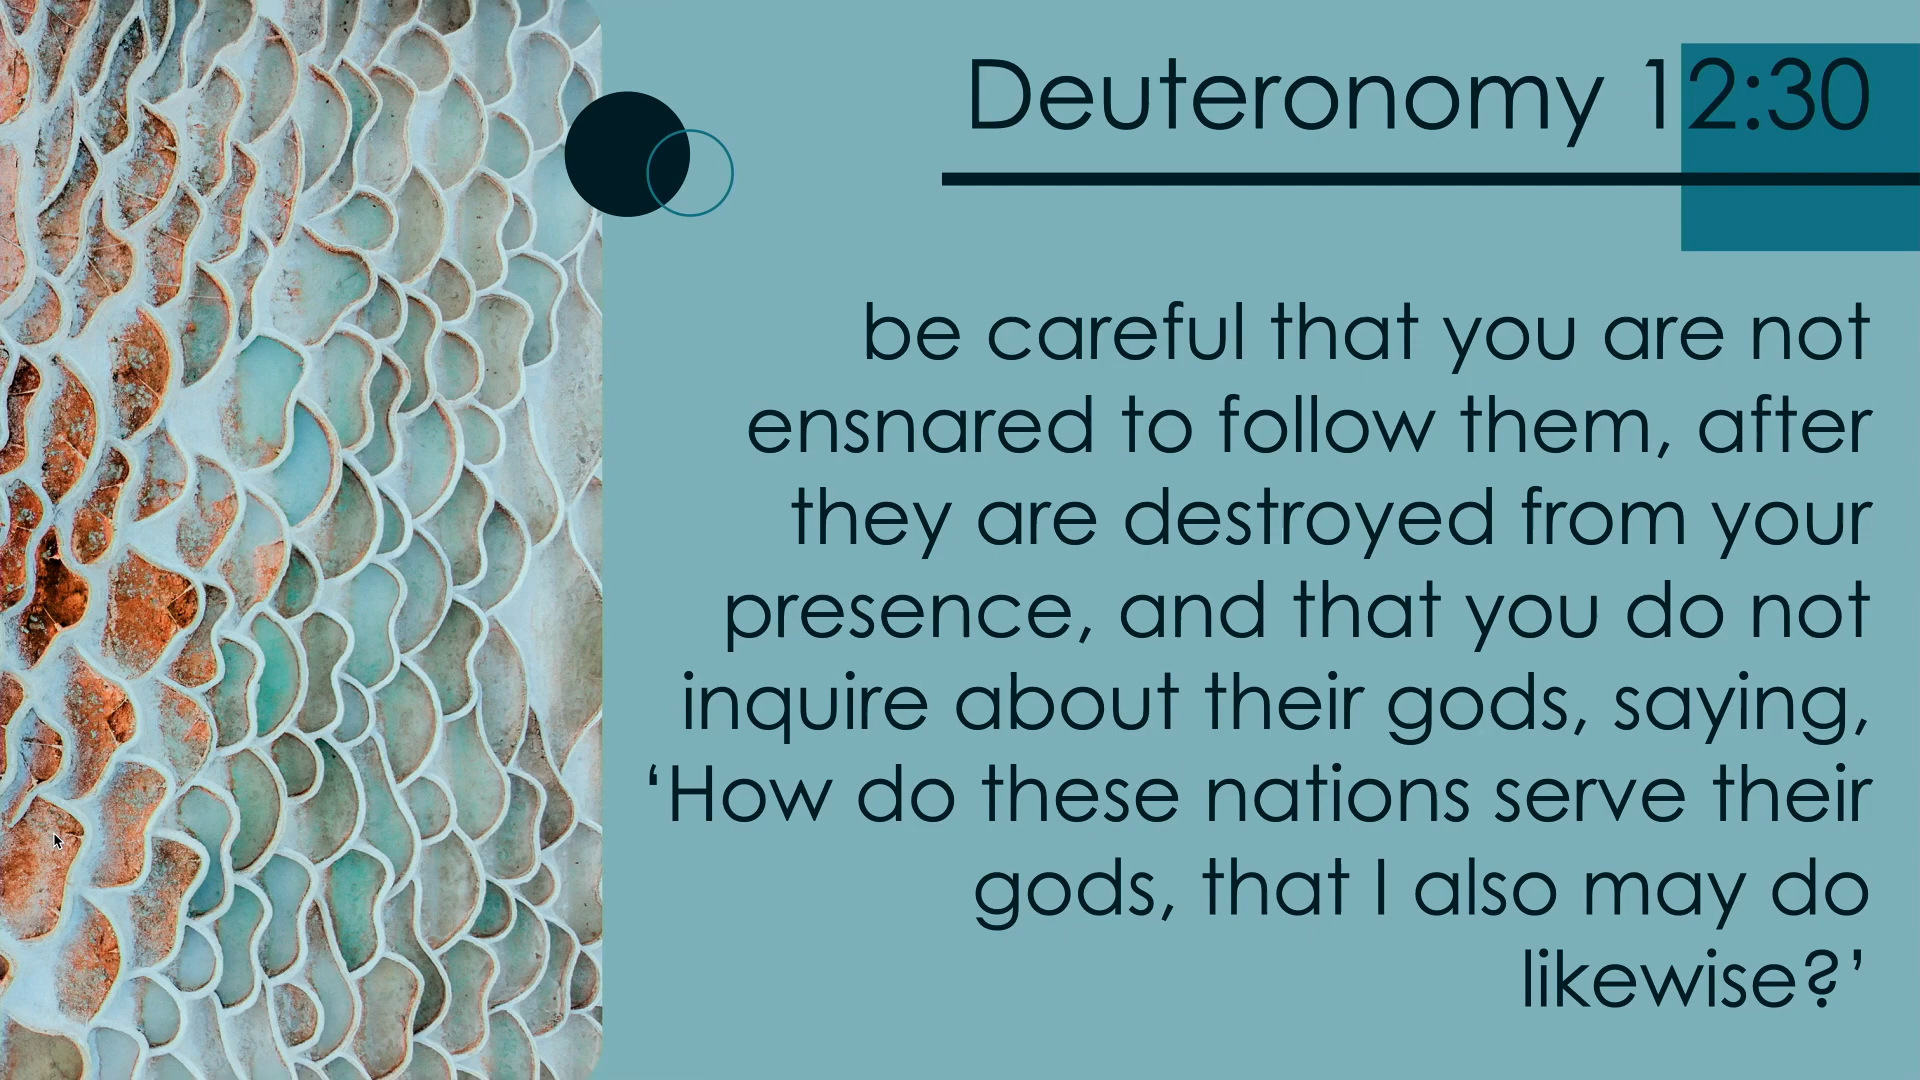 Deuteronomy 12:30
be careful that you are not
ensnared to follow them, after
they are destroyed from your
presence, and that you do not
inquire about their gods, saying,
‘How do these nations serve their
gods, that I also may do
likewise?’